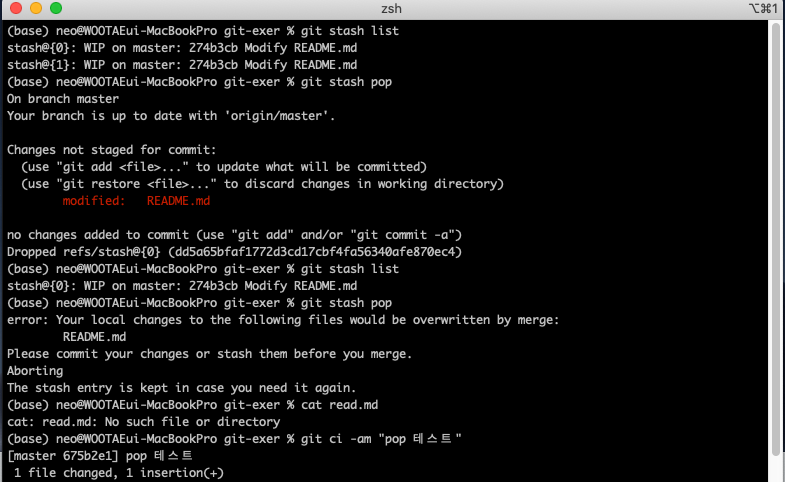 zsh
⌥⌘1
(base) neo@WOOTAEui-MacBookPro git-exer % git stash list
stash@{0}: WIP on master: 274b3cb Modify README.md
stash@{1}: WIP on master: 274b3cb Modify README.md
(base) neo@WOOTAEui-MacBookPro git-exer % git stash pop
On branch master
Your branch is up to date with 'origin/master'.
Changes not staged for commit:
  (use "git add <file>..." to update what will be committed)
  (use "git restore <file>..." to discard changes in working directory)
        modified:   README.md
no changes added to commit (use "git add" and/or "git commit -a")
Dropped refs/stash@{0} (dd5a65bfaf1772d3cd17cbf4fa56340afe870ec4)
(base) neo@WOOTAEui-MacBookPro git-exer % git stash list
stash@{0}: WIP on master: 274b3cb Modify README.md
(base) neo@WOOTAEui-MacBookPro git-exer % git stash pop
error: Your local changes to the following files would be overwritten by merge:
        README.md
Please commit your changes or stash them before you merge.
Aborting
The stash entry is kept in case you need it again.
(base) neo@WOOTAEui-MacBookPro git-exer % cat read.md
cat: read.md: No such file or directory
(base) neo@WOOTAEui-MacBookPro git-exer % git ci -am "pop 테스트"
[master 675b2e1] pop 테스트
 1 file changed, 1 insertion(+)